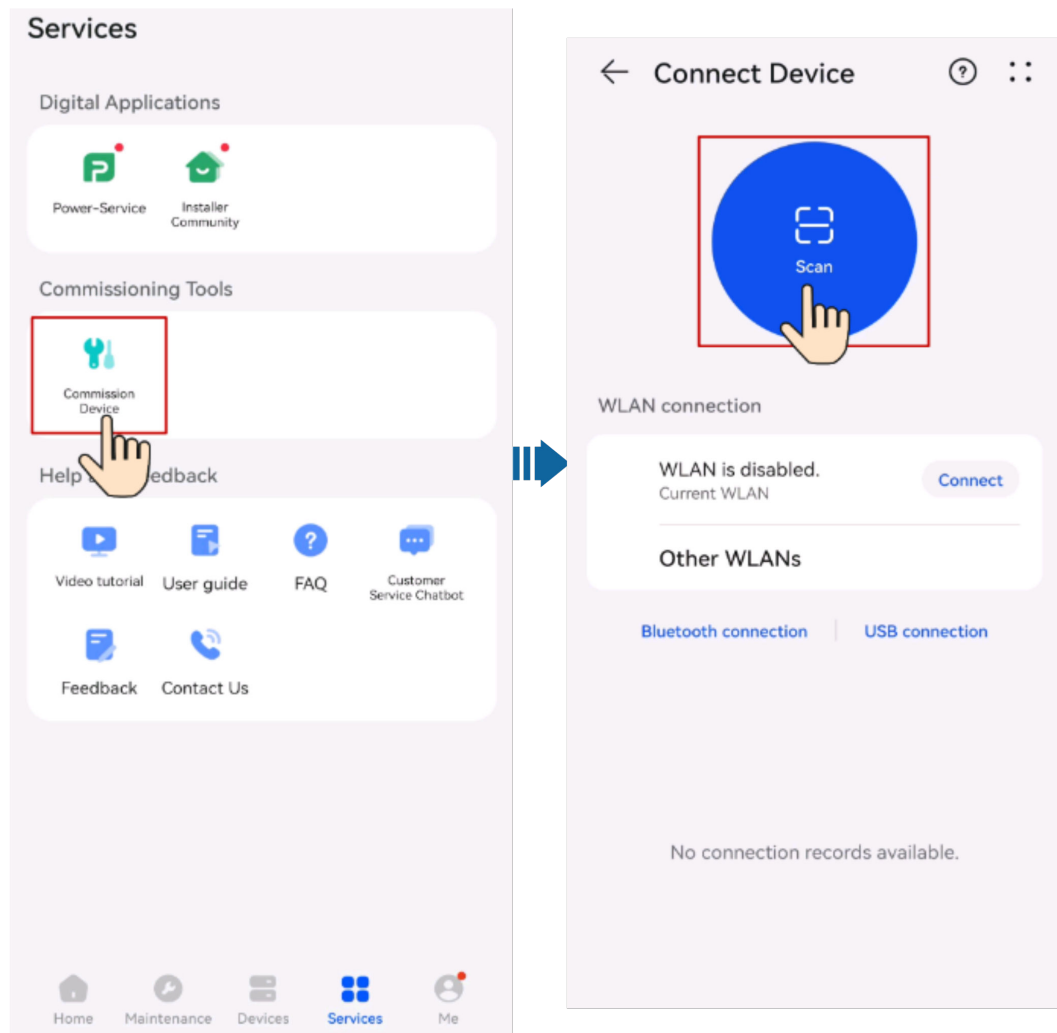 Services
Digital Applications
Power-Service
Installer
Community
Commissioning Tools
Commission
Device
Help edback
Video tutorial
User guide
FAQ
Customer
Service Chatbot
Feedback
Contact Us
Home
Maintenance
Devices
Services
Me
Connect Device
Scan
WLAN connection
WLAN is disabled.
Current WLAN
Connect
Other WLANs
Bluetooth connection
USB connection
No connection records available.